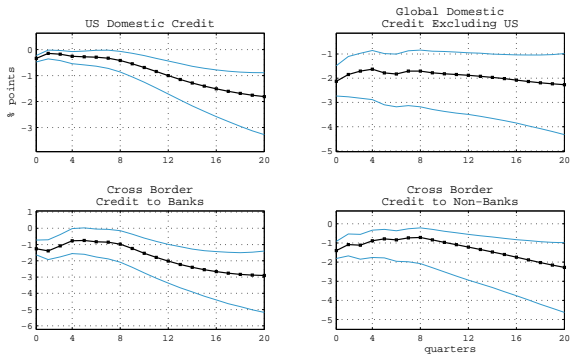 US Domestic Credit
% points
0
−1
−2
−3
0 4 8 12 16 20
Global Domestic
Credit Excluding US
−1
−2
−3
−4
−5
0 4 8 12 16 20
Cross Border
Credit to Banks
1
0
−1
−2
−3
−4
−5
−6
0 4 8 12 16 20
Cross Border
Credit to Non−Banks
0
−1
−2
−3
−4
−5
0 4 8 12 16 20
quarters